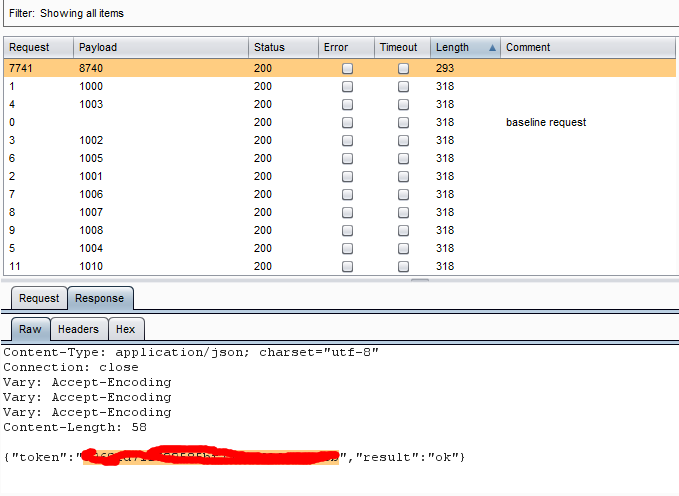 Filter: Showing all items
Request Payload Status Error Timeout Length Comment
7741 8740 200 293
1 1000 200 318
4 1003 200 318
0 200 318 baseline request
3 1002 200 318
6 1005 200 318
2 1001 200 318
7 1006 200 318
8 1007 200 318
9 1008 200 318
5 1004 200 318
11 1010 200 318
Request Response
Raw Headers Hex
Content-Type: application/json; charset="utf-8"
Connection: close
Vary: Accept-Encoding
Vary: Accept-Encoding
Vary: Accept-Encoding
Content-Length: 58
{"token":" ","result":"ok"}